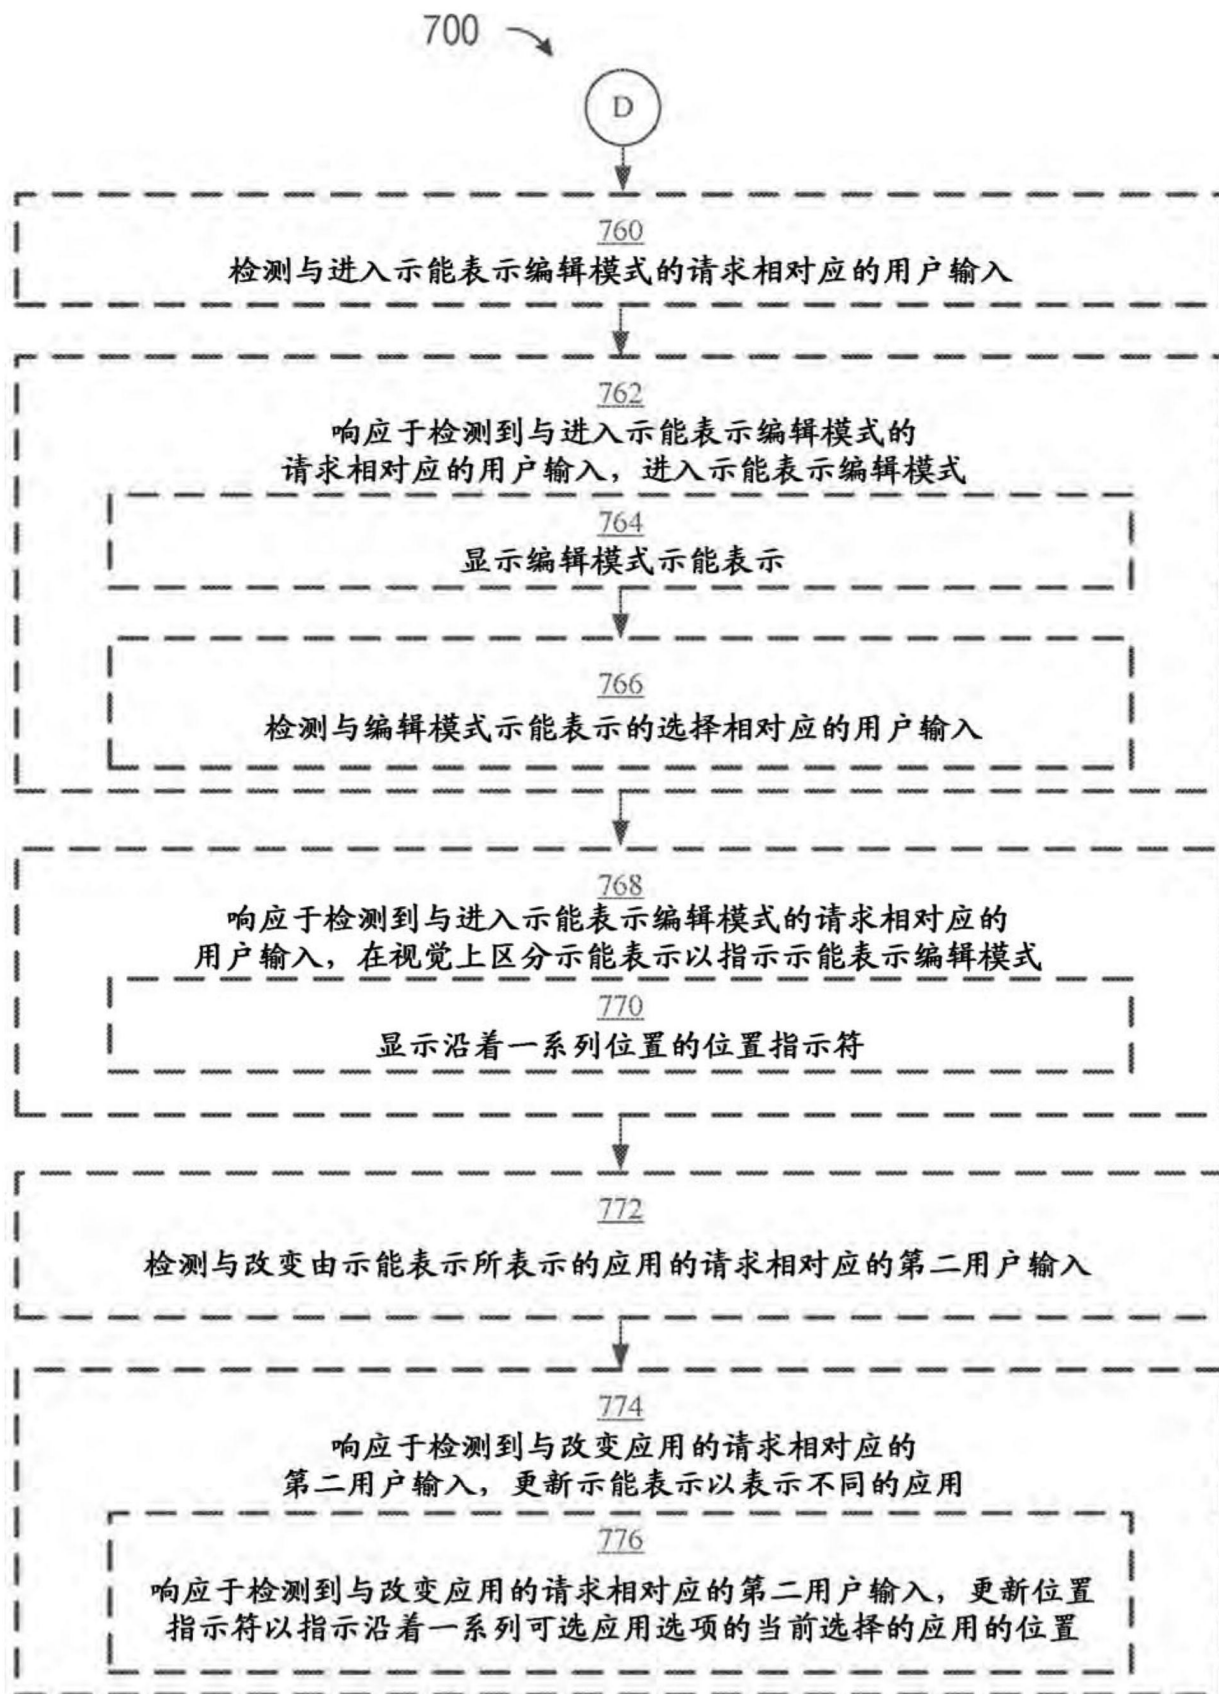 700
D
760
检测与进入示能表示编辑模式的请求相对应的用户输入
762
响应于检测到与进入示能表示编辑模式的
请求相对应的用户输入，进入示能表示编辑模式
764
显示编辑模式示能表示
766
检测与编辑模式示能表示的选择相对应的用户输入
768
响应于检测到与进入示能表示编辑模式的请求相对应的
用户输入，在视觉上区分示能表示以指示示能表示编辑模式
770
显示沿着一系列位置的位置指示符
772
检测与改变由示能表示所表示的应用的请求相对应的第二用户输入
774
响应于检测到与改变应用的请求相对应的
第二用户输入，更新示能表示以表示不同的应用
776
响应于检测到与改变应用的请求相对应的第二用户输入，更新位置
指示符以指示沿着一系列可选应用选项的当前选择的应用的位置